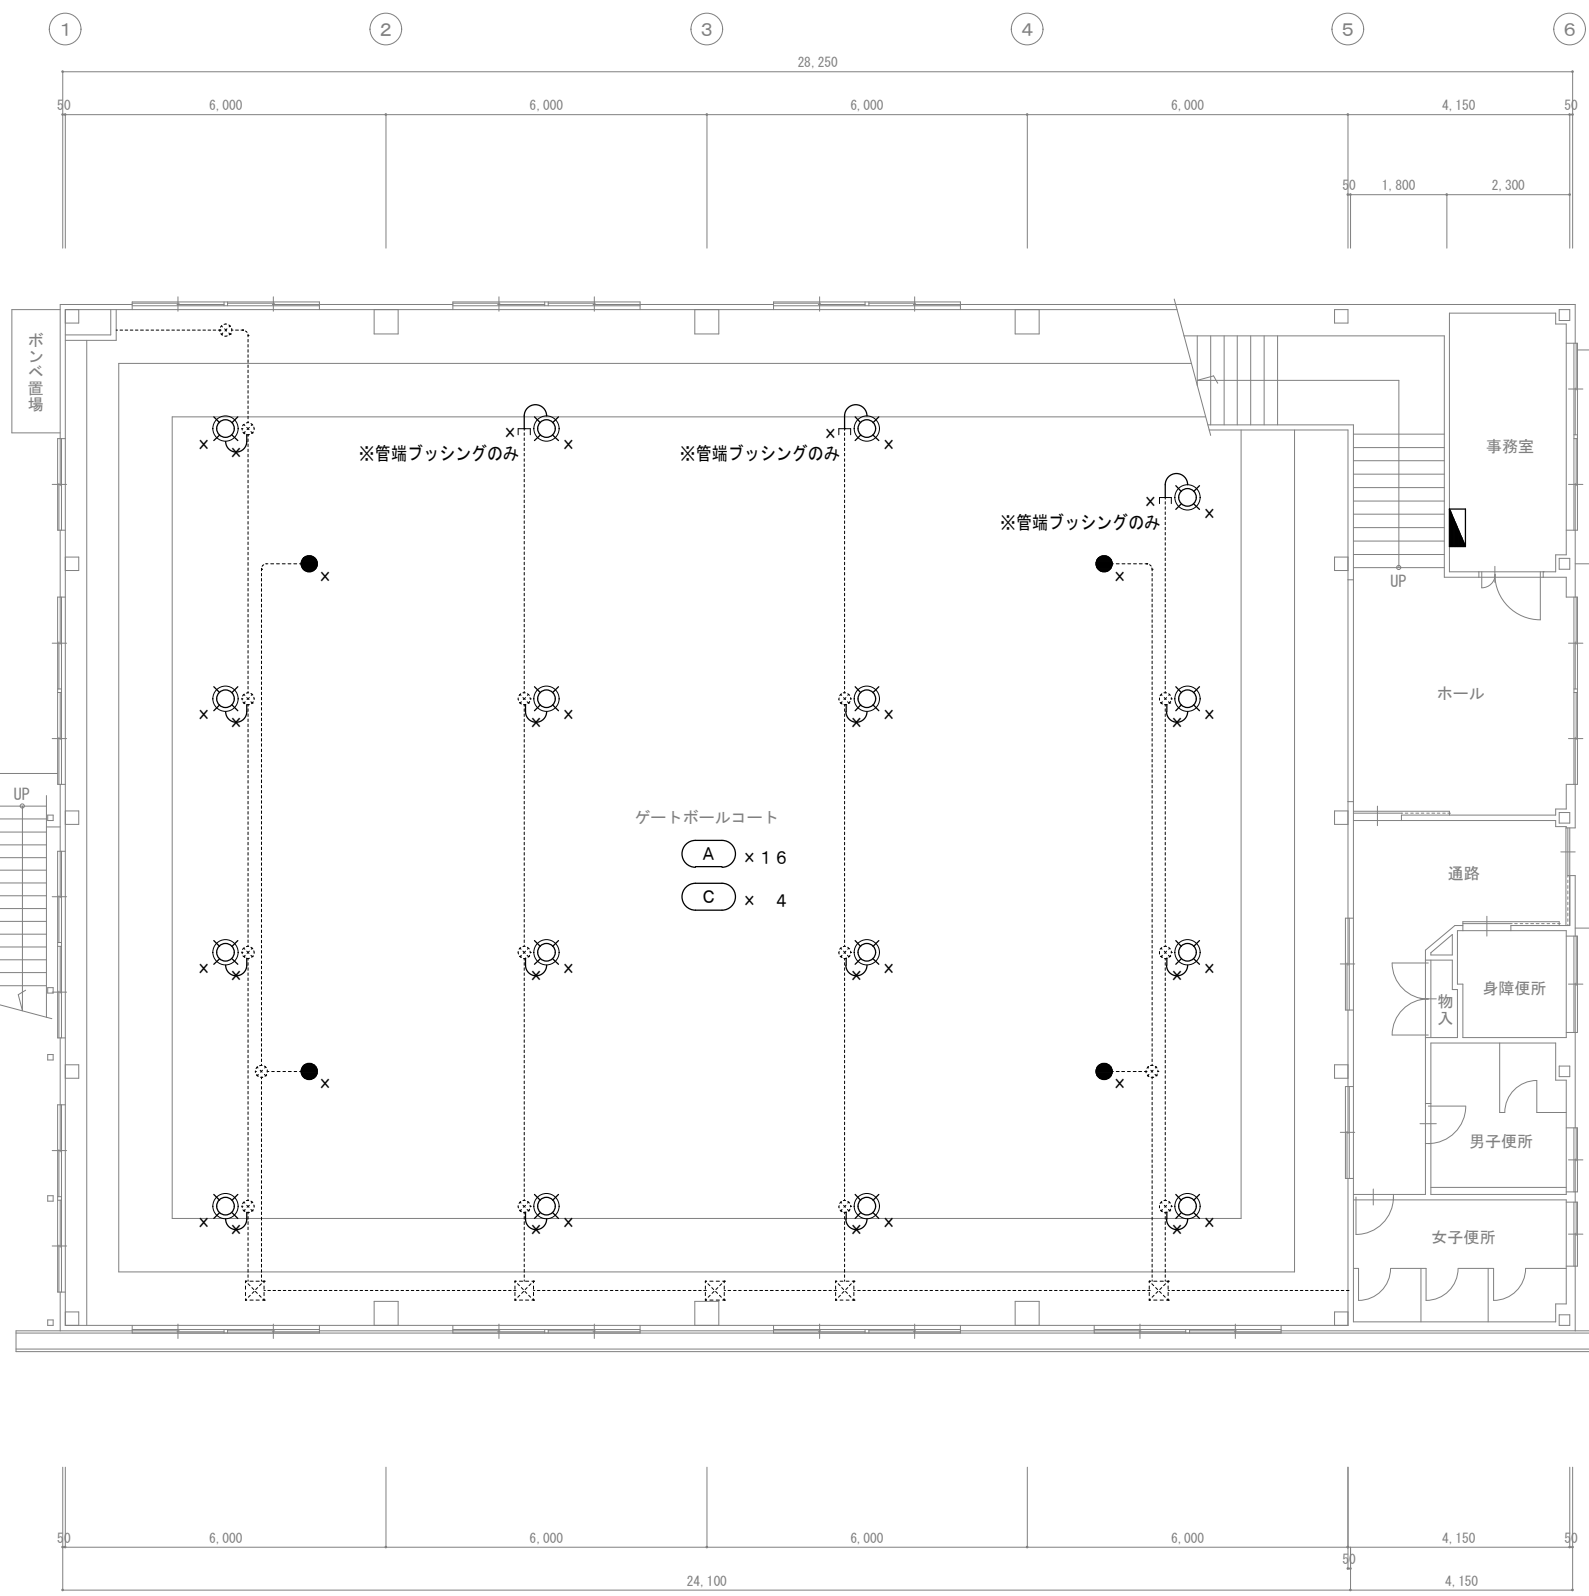 1 2 3 4 5 6
28,250
50 6,000 6,000 6,000 6,000 4,150 50
50 1,800 2,300
ボンベ置場
事務室
×
× ※管端ブッシングのみ ×
× ※管端ブッシングのみ ×
× ※管端ブッシングのみ ×
UP
ホール
UP
ゲートボールコート
A ×16
C × 4
通路
物入
身障便所
男子便所
女子便所
50 6,000 6,000 6,000 6,000 4,150 50
50
24,100 4,150